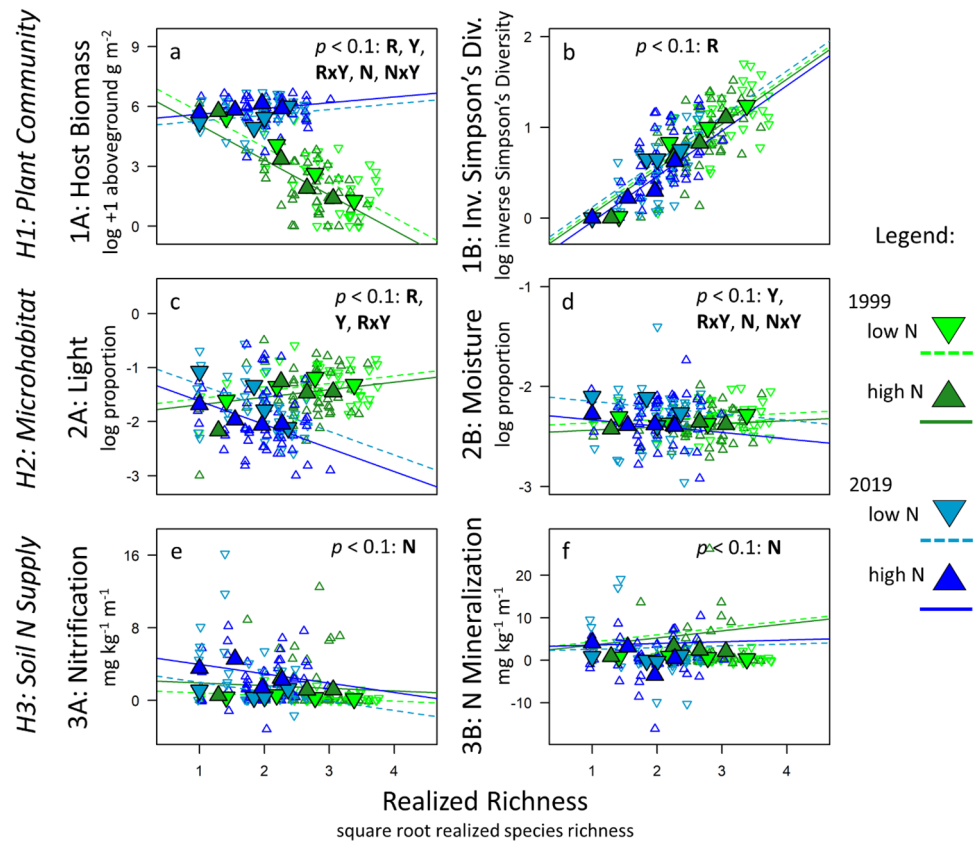 H1: Plant Community
1A: Host Biomass
log +1 aboveground g m-2
9
6
3
0
a
p < 0.1: R, Y,
RxY, N, NxY
1B: Inv. Simpson's Div.
log inverse Simpson's Diversity
2
1
0
b
p < 0.1: R
H2: Microhabitat
2A: Light
log proportion
0
-1
-2
-3
c
p < 0.1: R,
Y, RxY
2B: Moisture
log proportion
-1
-2
-3
d
p < 0.1: Y,
RxY, N, NxY
H3: Soil N Supply
3A: Nitrification
mg kg-1 m-1
16
8
0
e
p < 0.1: N
1
2
3
4
3B: N Mineralization
mg kg-1 m-1
20
10
0
-10
f
p < 0.1: N
1
2
3
4
Realized Richness
square root realized species richness
Legend:
1999
low N
high N
2019
low N
high N